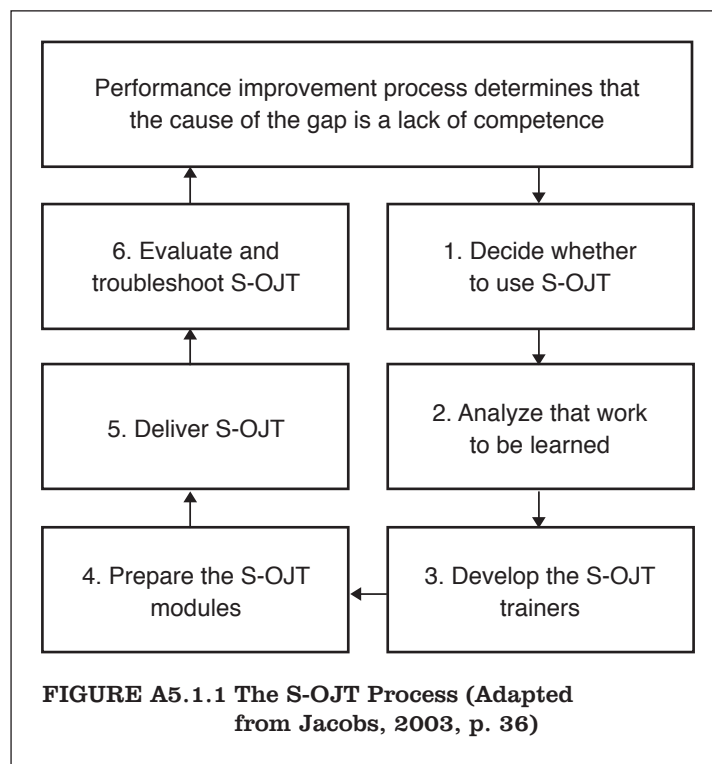 Performance improvement process determines that
the cause of the gap is a lack of competence
6. Evaluate and
troubleshoot S-OJT
1. Decide whether
to use S-OJT
5. Deliver S-OJT
2. Analyze that work
to be learned
4. Prepare the S-OJT
modules
3. Develop the S-OJT
trainers
FIGURE A5.1.1 The S-OJT Process (Adapted
from Jacobs, 2003, p. 36)